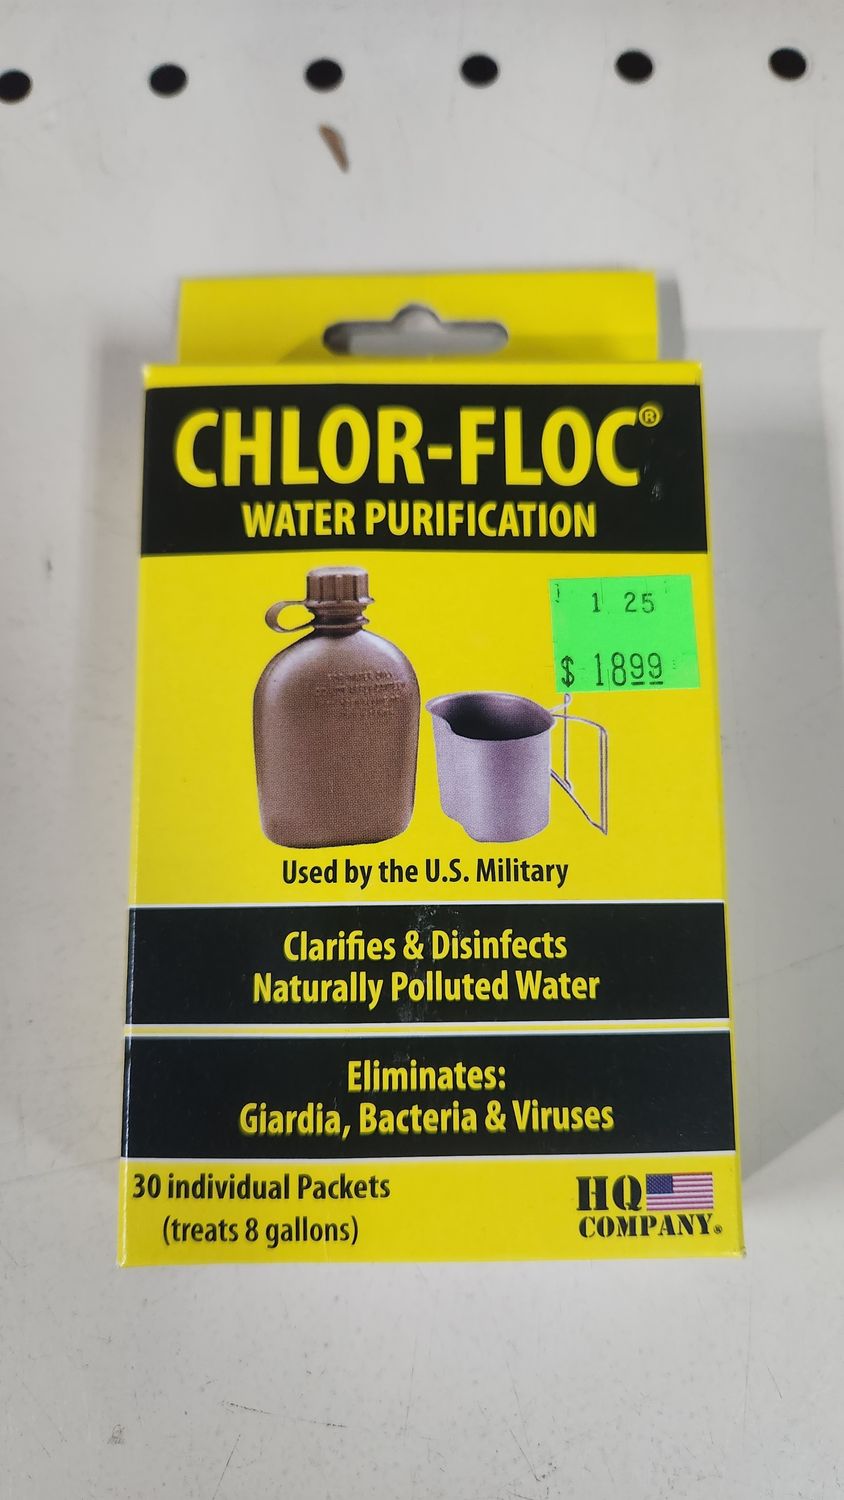 CHLOR-FLOC®
WATER PURIFICATION
1 25
$ 1899
Used by the U.S. Military
Clarifies & Disinfects
Naturally Polluted Water
Eliminates:
Giardia, Bacteria & Viruses
30 individual Packets
(treats 8 gallons)
HQ
COMPANY®